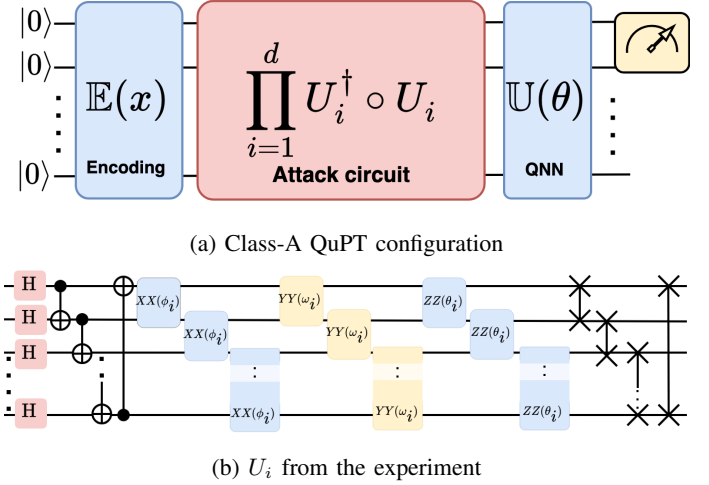 |0⟩
|0⟩
|0⟩
𝔼(x)
Encoding
∏_{i=1}^{d} U_i^† ∘ U_i
Attack circuit
𝕌(θ)
QNN
(a) Class-A QuPT configuration
H
H
H
H
XX(ϕ_i)
XX(ϕ_i)
XX(ϕ_i)
YY(ω_i)
YY(ω_i)
YY(ω_i)
ZZ(θ_i)
ZZ(θ_i)
ZZ(θ_i)
(b) U_i from the experiment